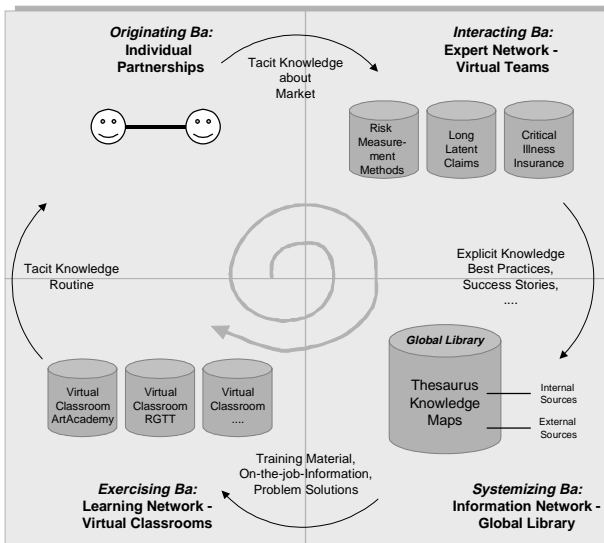 Originating Ba:
Individual
Partnerships
Tacit Knowledge
about
Market
Interacting Ba:
Expert Network -
Virtual Teams
Risk
Measure-
ment
Methods
Long
Latent
Claims
Critical
Illness
Insurance
Explicit Knowledge
Best Practices,
Success Stories,
....
Global Library
Thesaurus
Knowledge
Maps
Internal
Sources
External
Sources
Systemizing Ba:
Information Network -
Global Library
Training Material,
On-the-job-Information,
Problem Solutions
Exercising Ba:
Learning Network -
Virtual Classrooms
Virtual
Classroom
ArtAcademy
Virtual
Classroom
RGTT
Virtual
Classroom
....
Tacit Knowledge
Routine